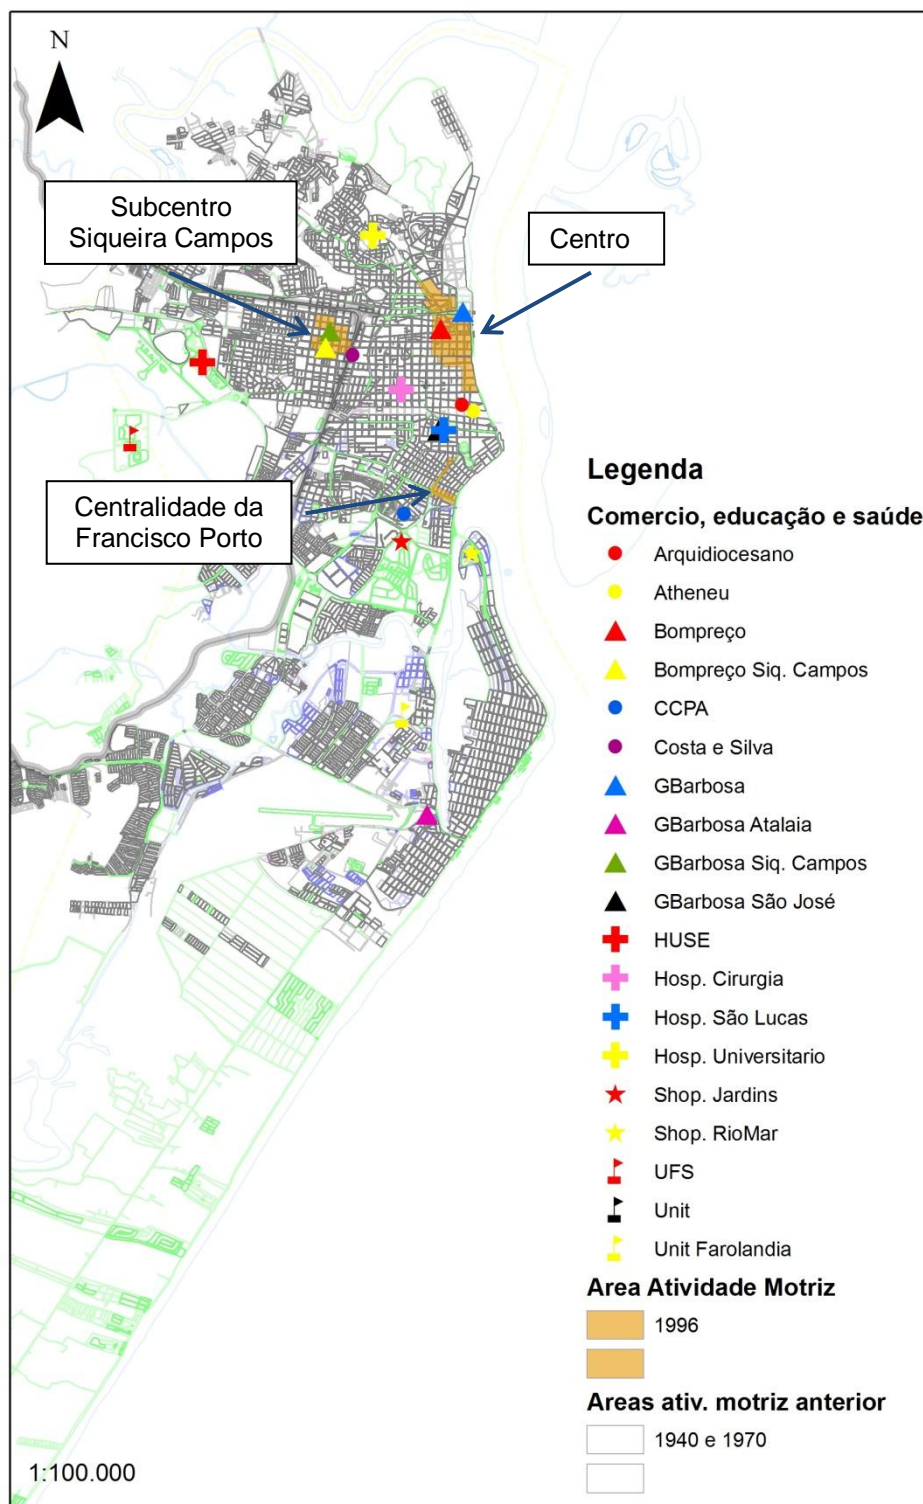 N
Subcentro
Siqueira Campos
Centro
Centralidade da
Francisco Porto
Legenda
Comercio, educação e saúde
Arquidiocesano
Atheneu
Bompreço
Bompreço Siq. Campos
CCPA
Costa e Silva
GBarbosa
GBarbosa Atalaia
GBarbosa Siq. Campos
GBarbosa São José
HUSE
Hosp. Cirurgia
Hosp. São Lucas
Hosp. Universitario
Shop. Jardins
Shop. RioMar
UFS
Unit
Unit Farolandia
Area Atividade Motriz
1996
Areas ativ. motriz anterior
1940 e 1970
1:100.000